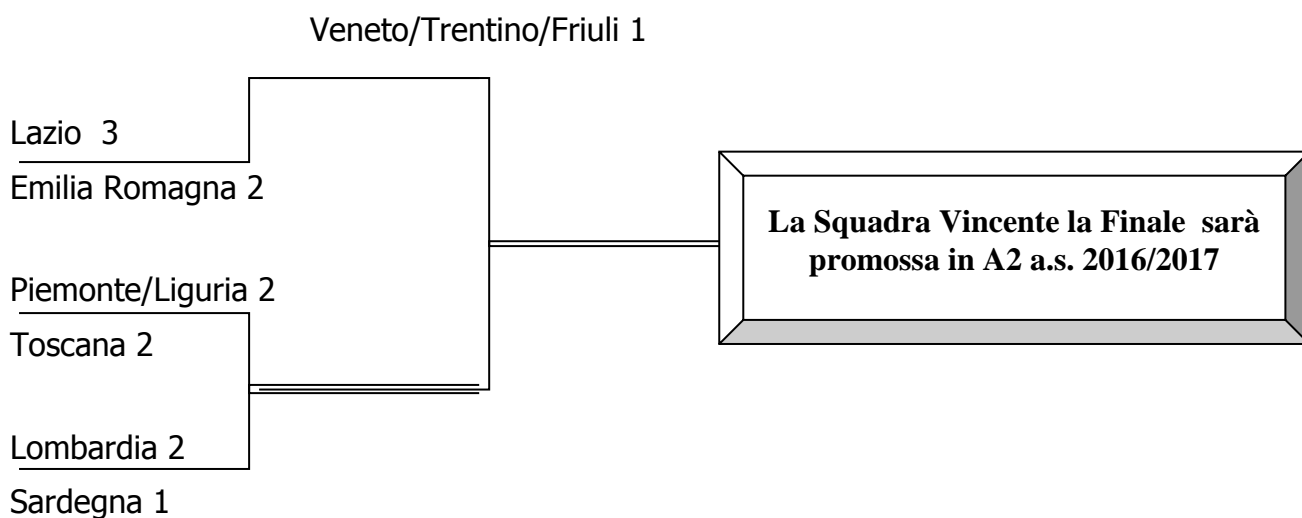 Veneto/Trentino/Friuli 1
Lazio 3
Emilia Romagna 2
La Squadra Vincente la Finale sarà
promossa in A2 a.s. 2016/2017
Piemonte/Liguria 2
Toscana 2
Lombardia 2
Sardegna 1